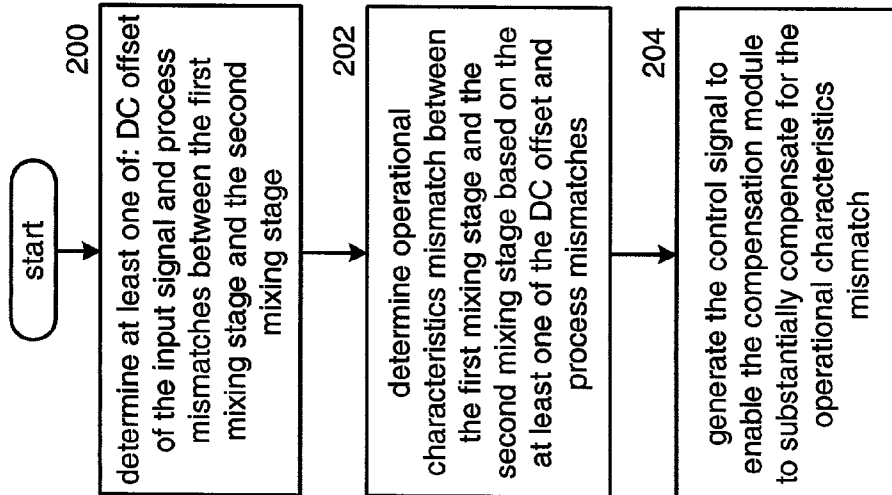 start
200
determine at least one of: DC offset
of the input signal and process
mismatches between the first
mixing stage and the second
mixing stage
202
determine operational
characteristics mismatch between
the first mixing stage and the
second mixing stage based on the
at least one of the DC offset and
process mismatches
204
generate the control signal to
enable the compensation module
to substantially compensate for the
operational characteristics
mismatch